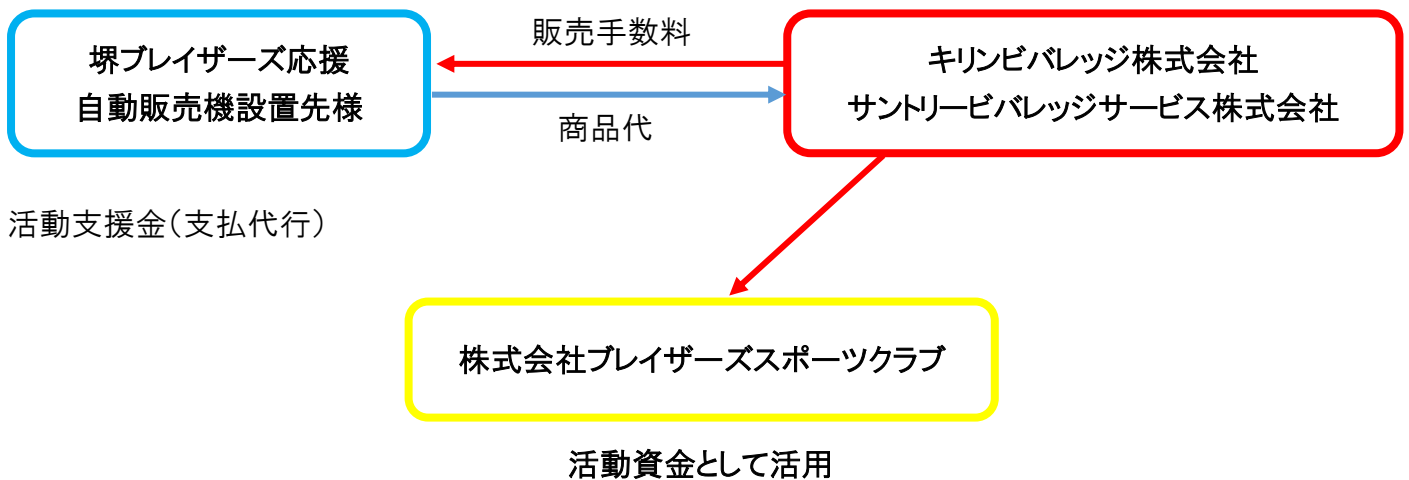 販売手数料
堺ブレイザーズ応援
自動販売機設置先様
キリンビバレッジ株式会社
サントリービバレッジサービス株式会社
商品代
活動支援金(支払代行)
株式会社ブレイザーズスポーツクラブ
活動資金として活用